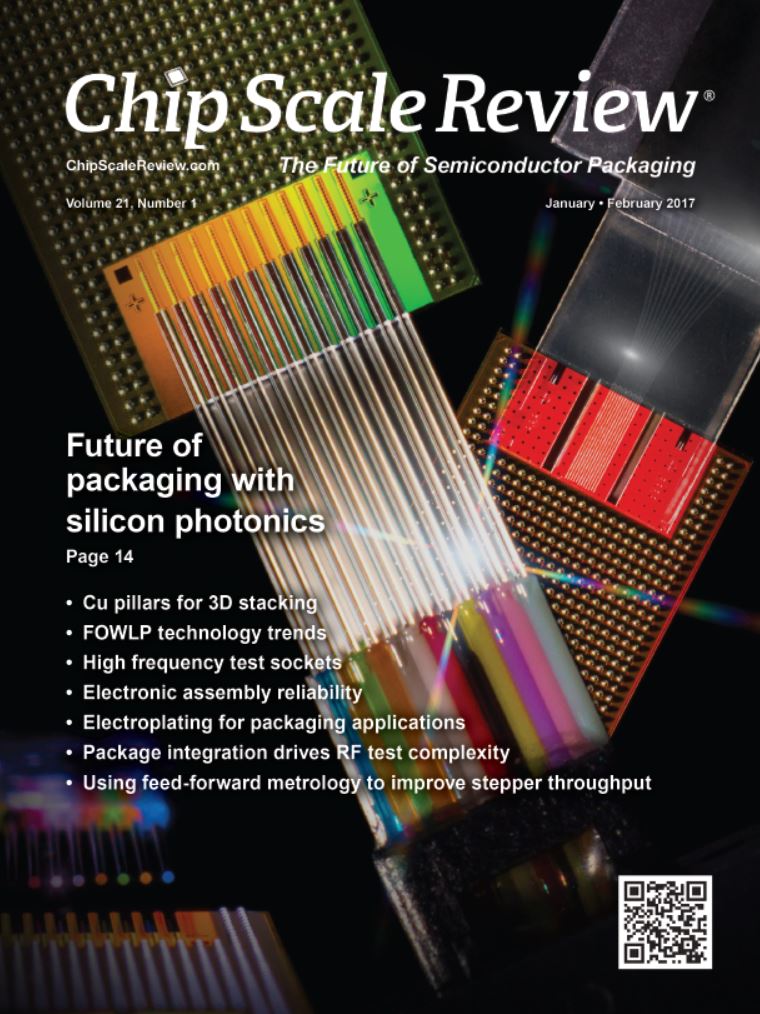 Chip Scale Review®
ChipScaleReview.com
The Future of Semiconductor Packaging
Volume 21, Number 1
January • February 2017
Future of
packaging with
silicon photonics
Page 14
• Cu pillars for 3D stacking
• FOWLP technology trends
• High frequency test sockets
• Electronic assembly reliability
• Electroplating for packaging applications
• Package integration drives RF test complexity
• Using feed-forward metrology to improve stepper throughput